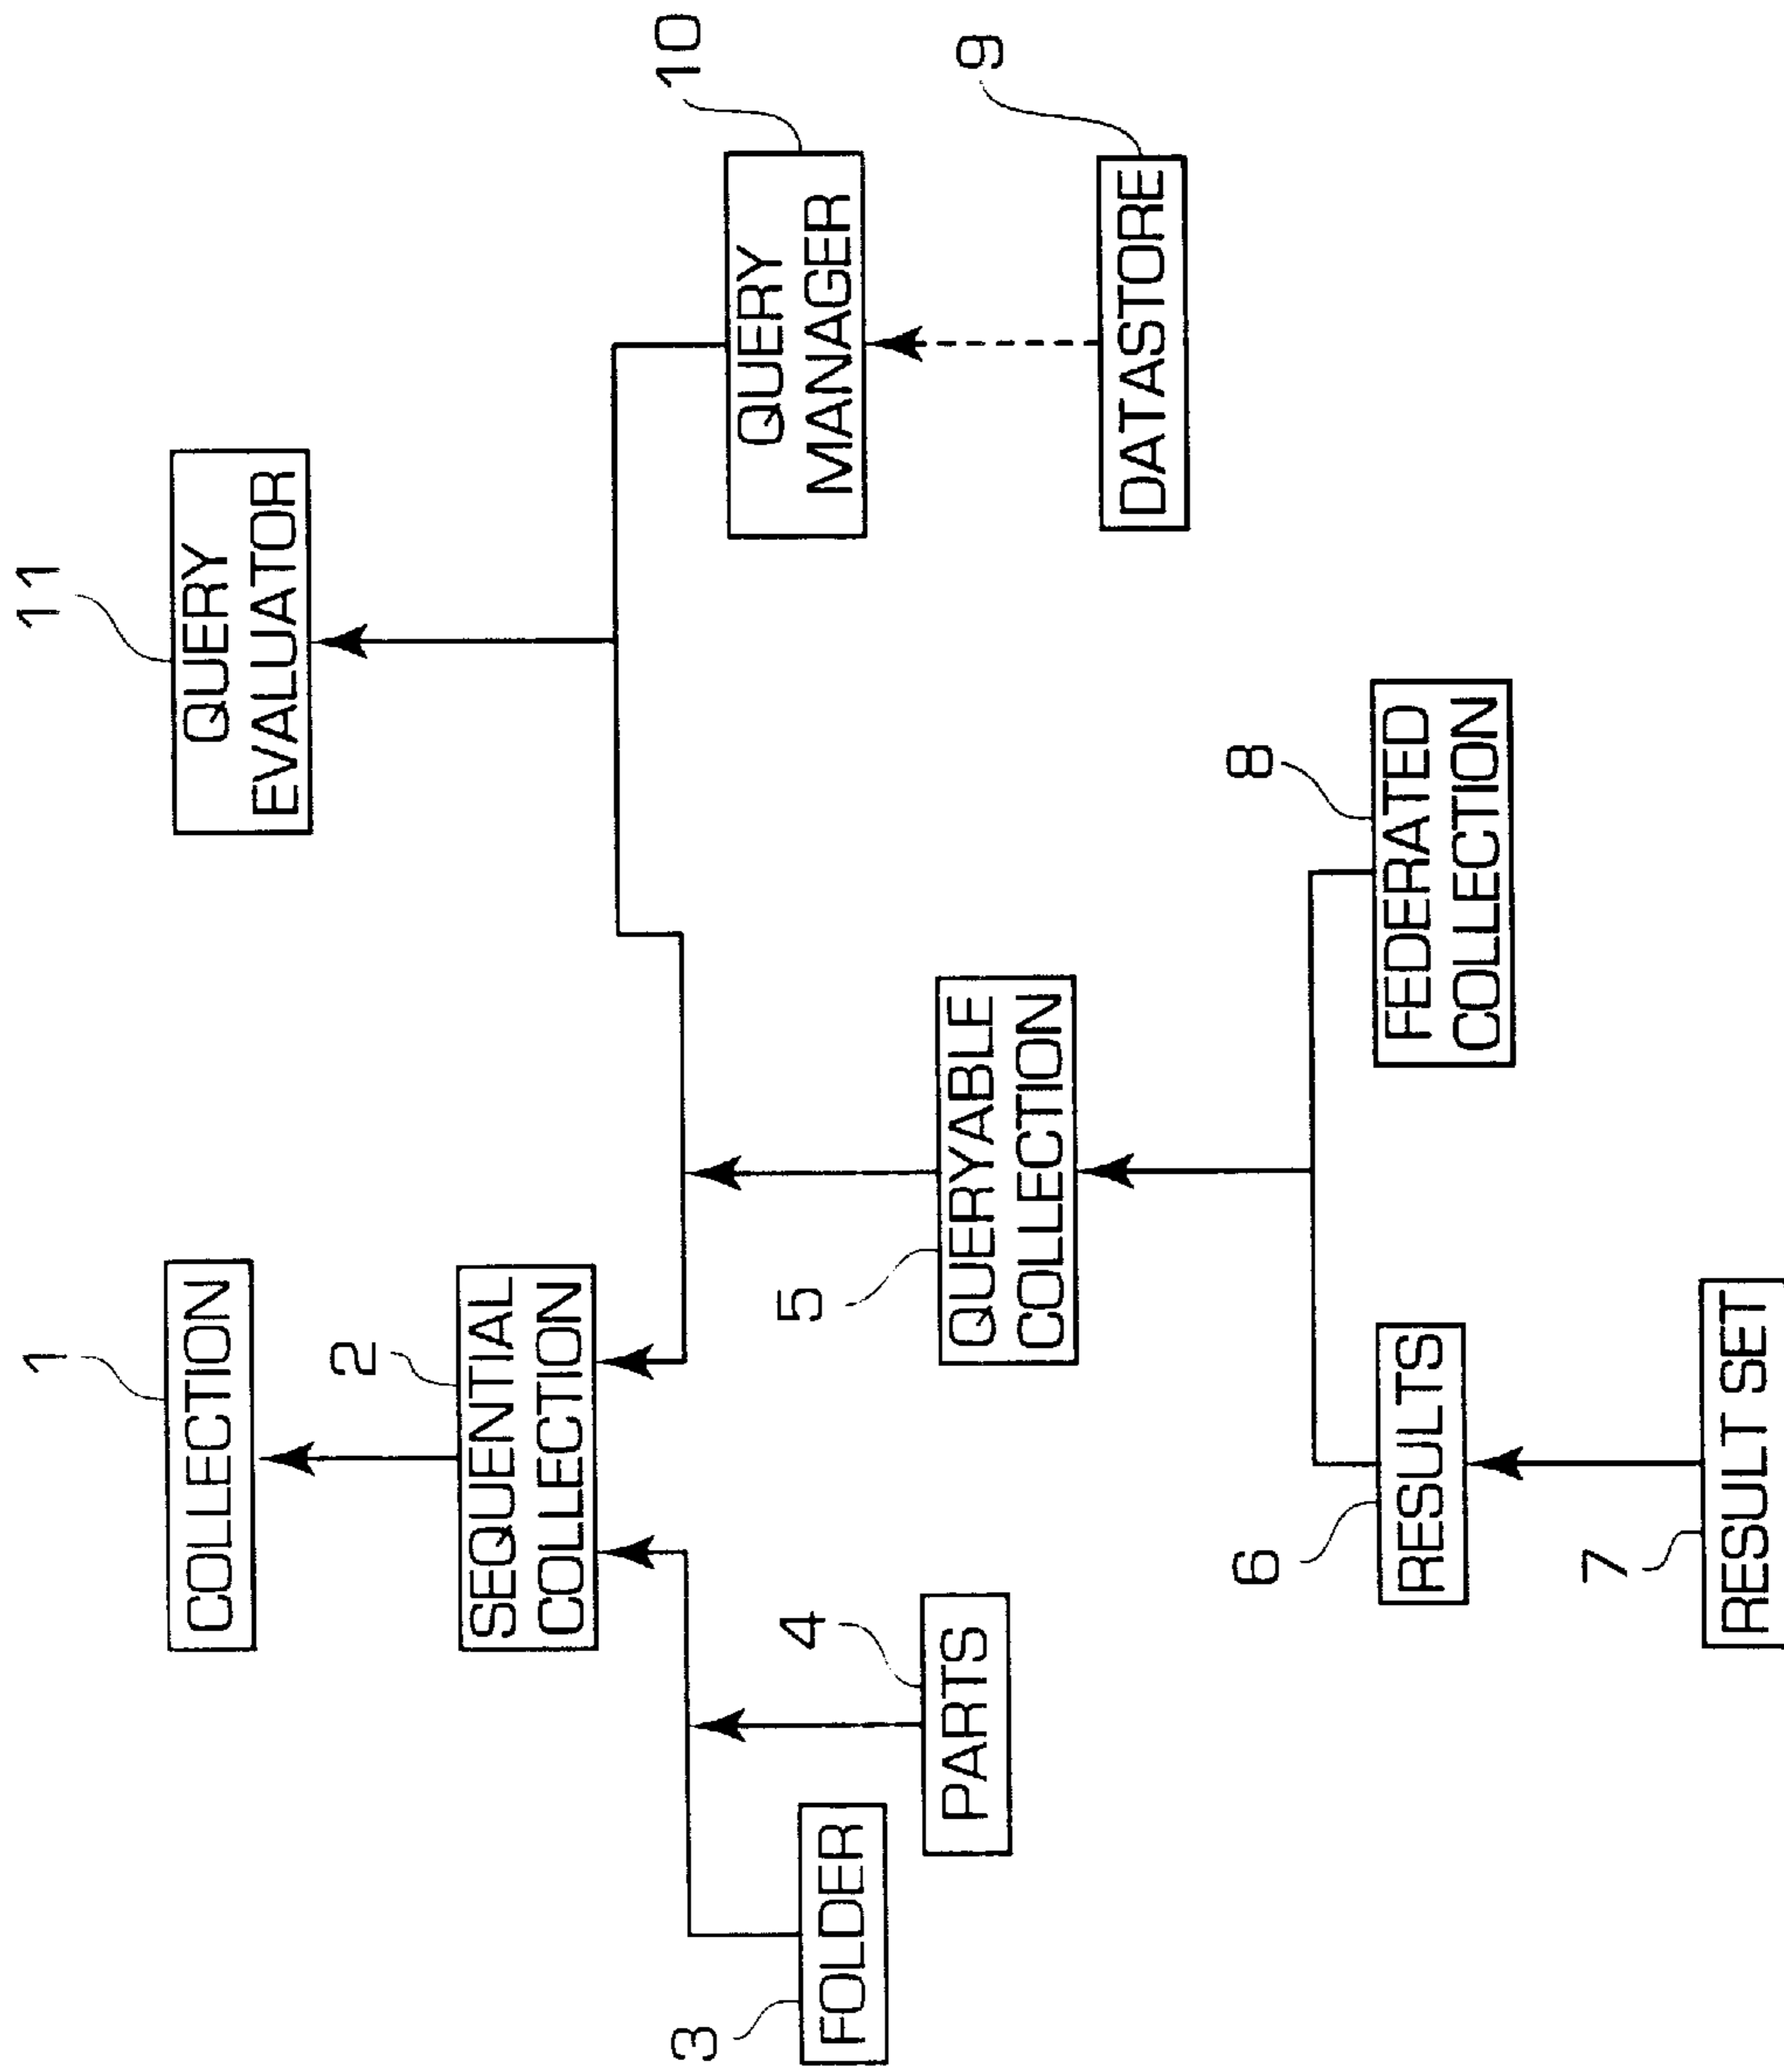 1
COLLECTION
2
SEQUENTIAL
COLLECTION
3
FOLDER
4
PARTS
5
QUERYABLE
COLLECTION
6
RESULTS
7
RESULT SET
8
FEDERATED
COLLECTION
11
QUERY
EVALUATOR
10
QUERY
MANAGER
9
DATASTORE